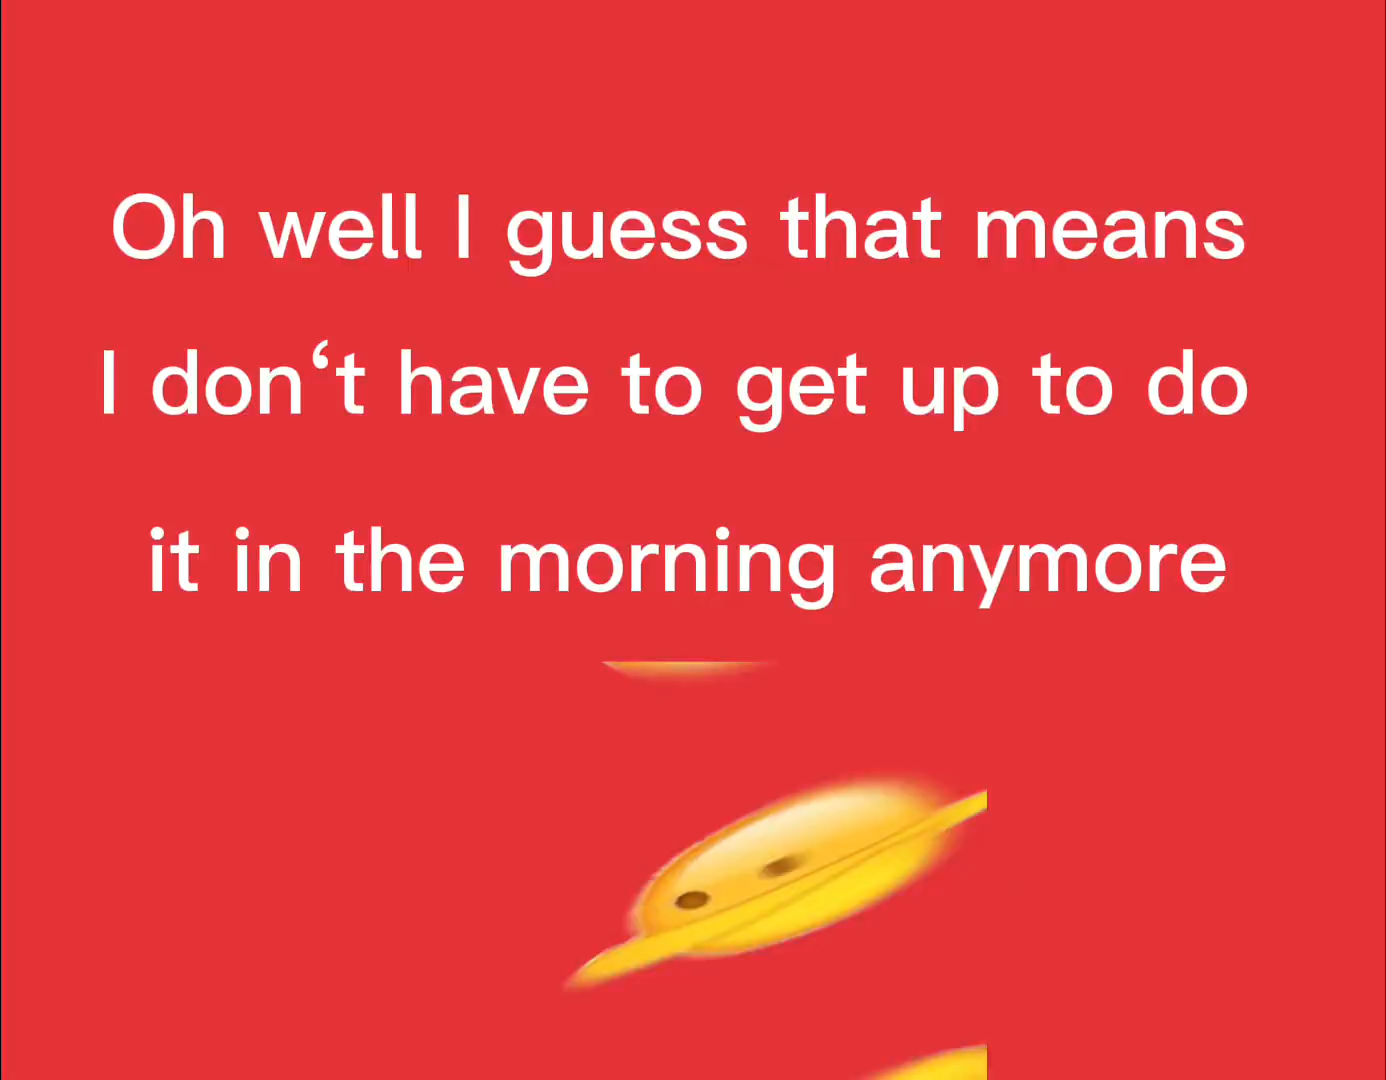 Oh well I guess that means
I don‘t have to get up to do
it in the morning anymore